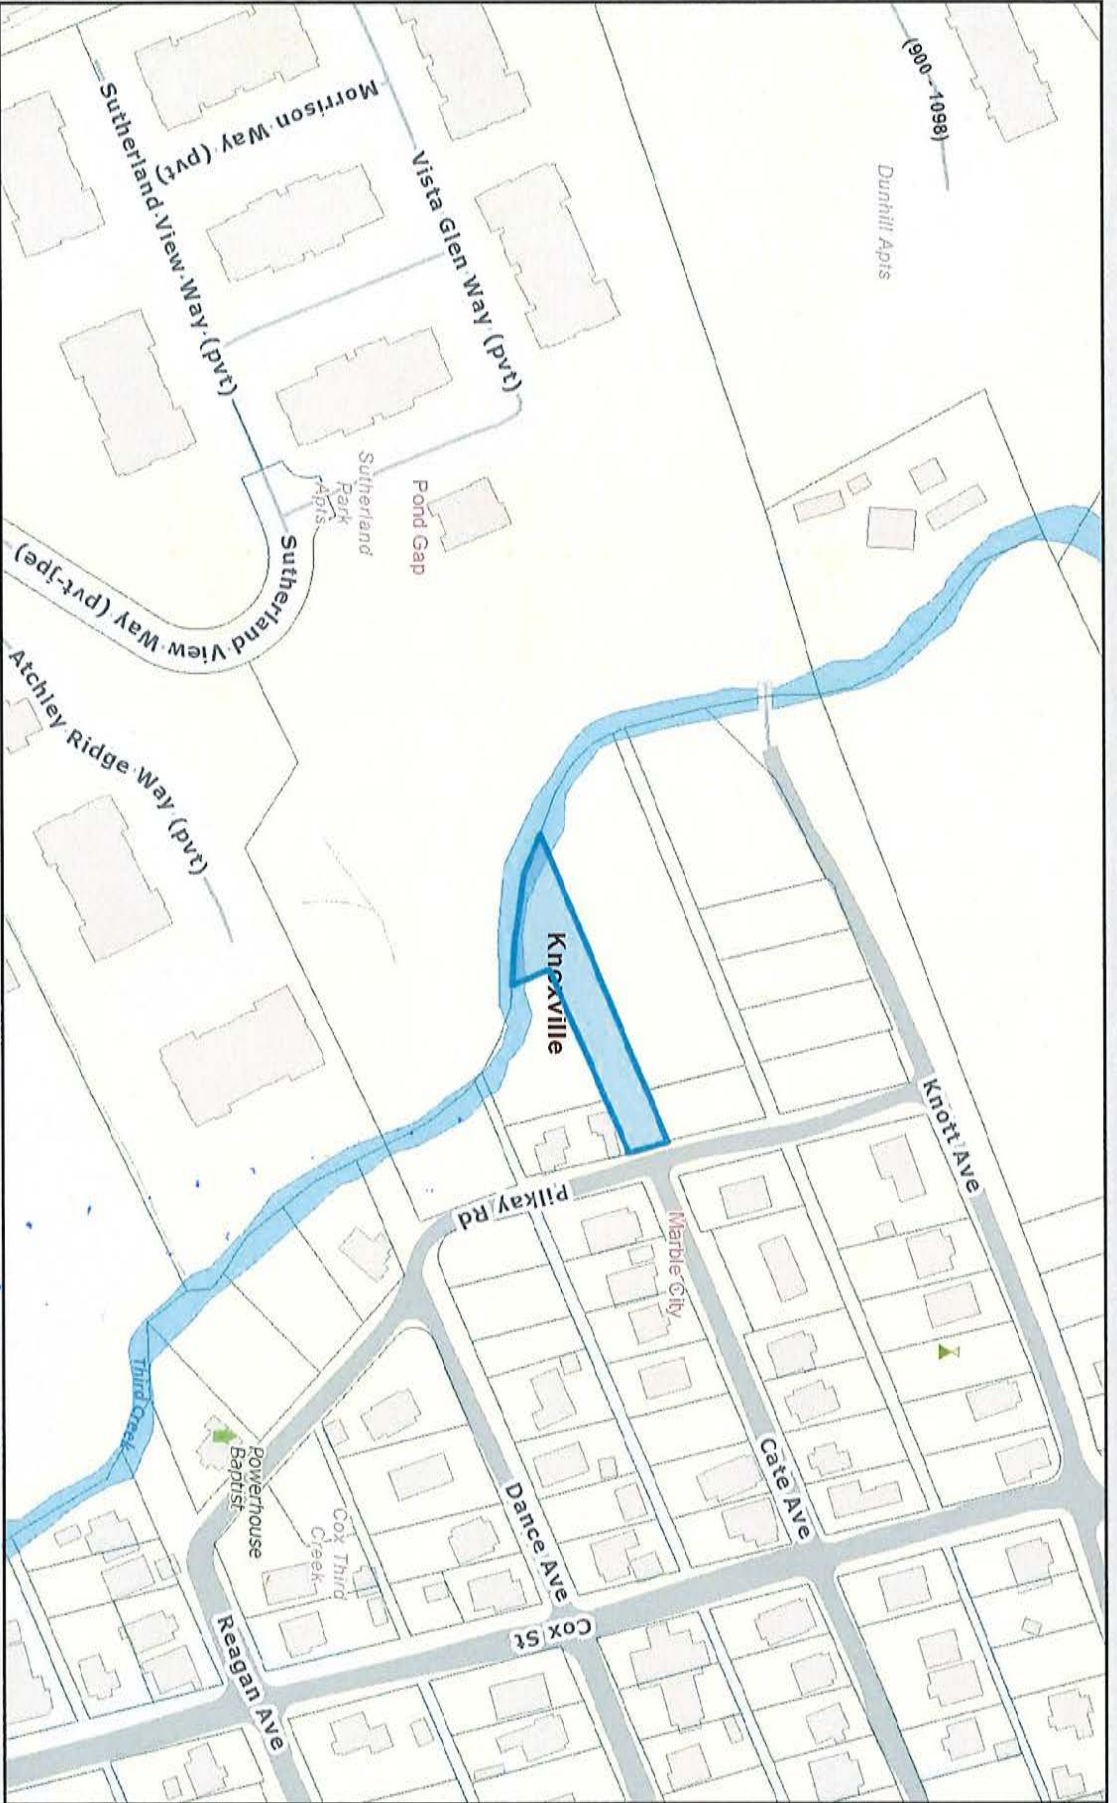 (900 - 1098)
Dunhill Apts
Morrison Way (pvt)
Vista Glen Way (pvt)
Sutherland View Way (pvt)
Sutherland
Park
Apts
Pond Gap
Sutherland View Way (pvt-jpe)
Atchley Ridge Way (pvt)
Knoxville
Knott Ave
Pilkay Rd
Marble City
Cate Ave
Dance Ave
Cox St
Third Creek
Powerhouse
Baptist
Cox Third
Creek
Reagan Ave